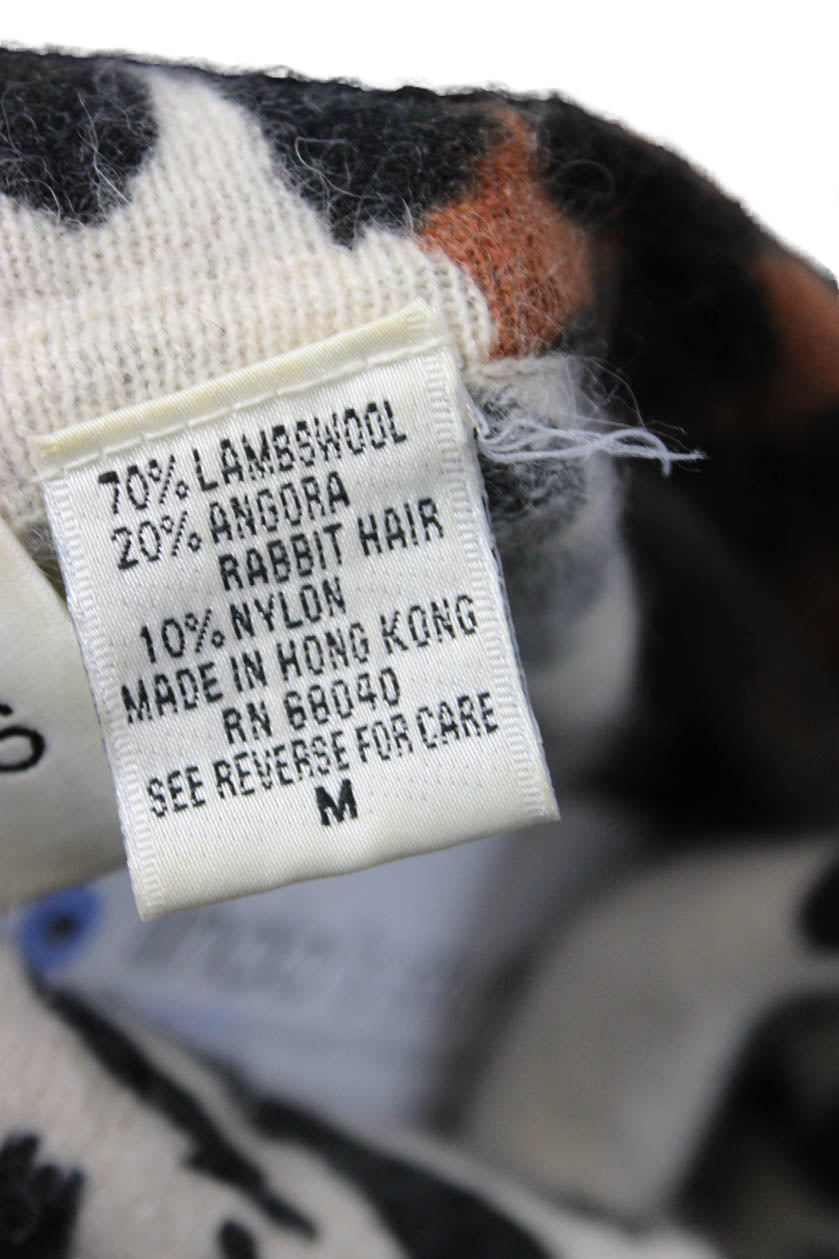 70% LAMBSWOOL
20% ANGORA
RABBIT HAIR
10% NYLON
MADE IN HONG KONG
RN 68040
SEE REVERSE FOR CARE
M